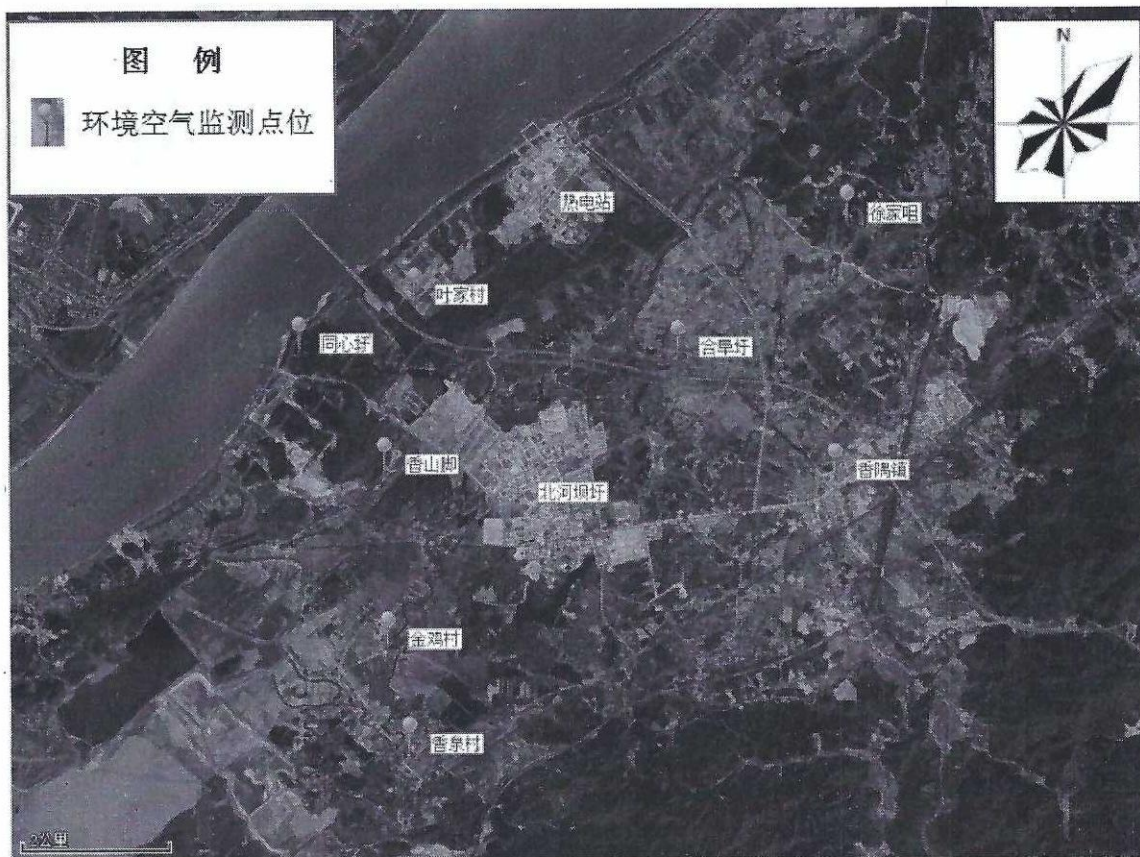 图 例
环境空气监测点位
N
热电站
徐家咀
叶家村
同心圩
合阜圩
香山脚
香隅镇
北河坝圩
金鸡村
香泉村
2公里